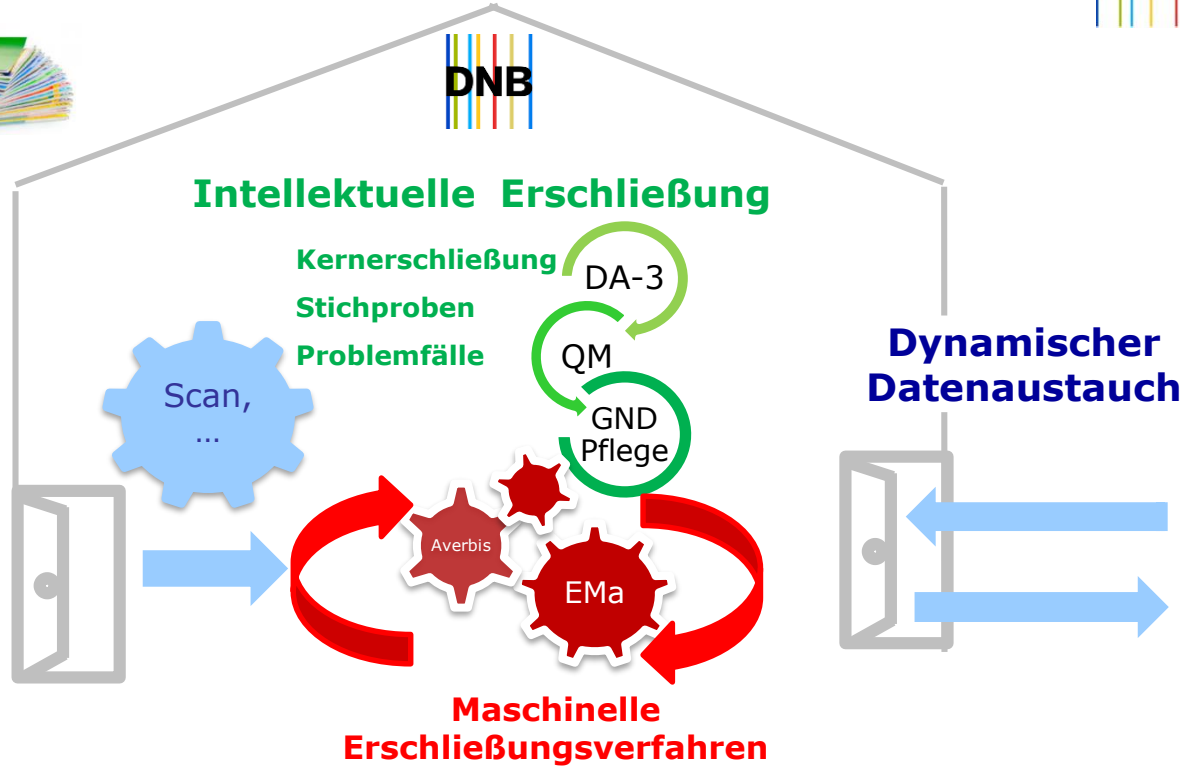 DNB
Intellektuelle Erschließung
Kernerschließung
Stichproben
Problemfälle
DA-3
QM
GND
Pflege
Scan,
...
Dynamischer
Datenaustauch
Averbis
EMa
Maschinelle
Erschließungsverfahren